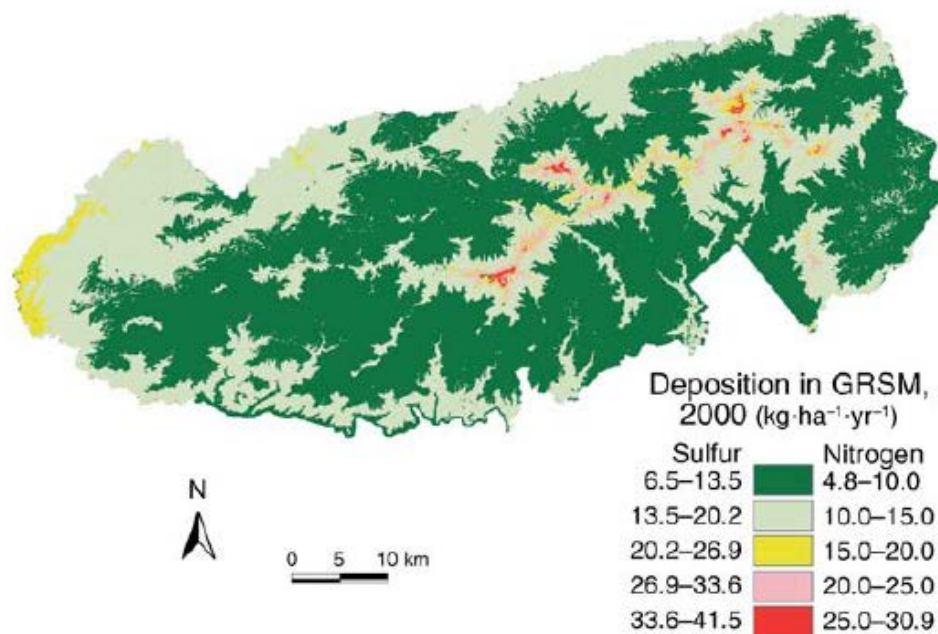 Deposition in GRSM,
2000 (kg·ha⁻¹·yr⁻¹)
Sulfur Nitrogen
6.5–13.5 4.8–10.0
13.5–20.2 10.0–15.0
20.2–26.9 15.0–20.0
26.9–33.6 20.0–25.0
33.6–41.5 25.0–30.9
N
0 5 10 km